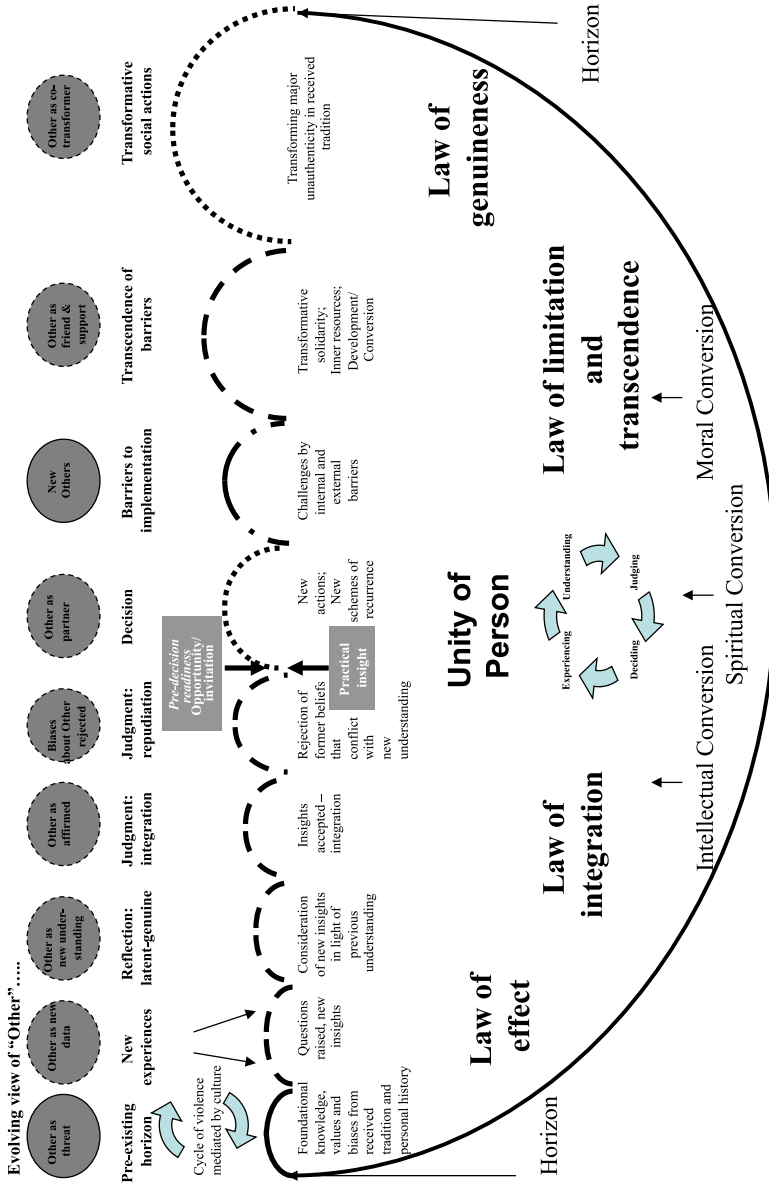 Evolving view of “Other”…..
Other as
threat
Other as new
data
Other as
new under-
standing
Other as
affirmed
Biases
about Other
rejected
Other as
partner
New
Others
Other as
friend &
support
Other as co-
transformer
Pre-existing
horizon
New
experiences
Reflection:
latent-genuine
Judgment:
integration
Judgment:
repudiation
Decision
Barriers to
implementation
Transcendence of
barriers
Transformative
social actions
Cycle of violence
mediated by culture
Pre-decision
readiness
Opportunity/
invitation
Practical
insight
Foundational
knowledge,
values and
biases from
received
tradition and
personal history
Questions
raised, new
insights
Consideration
of new insights
in light of
previous
understanding
Insights
accepted –
integration
Rejection of
former beliefs
that
conflict
with
new
understanding
New
actions;
New
schemes of
recurrence
Challenges by
internal and
external
barriers
Transformative
solidarity;
Inner resources;
Development/
Conversion
Transforming major
unauthenticity in received
tradition
Law of
effect
Law of
integration
Unity of
Person
Experiencing
Understanding
Judging
Deciding
Law of limitation
and
transcendence
Law of
genuineness
Horizon
Intellectual Conversion
Spiritual Conversion
Moral Conversion
Horizon